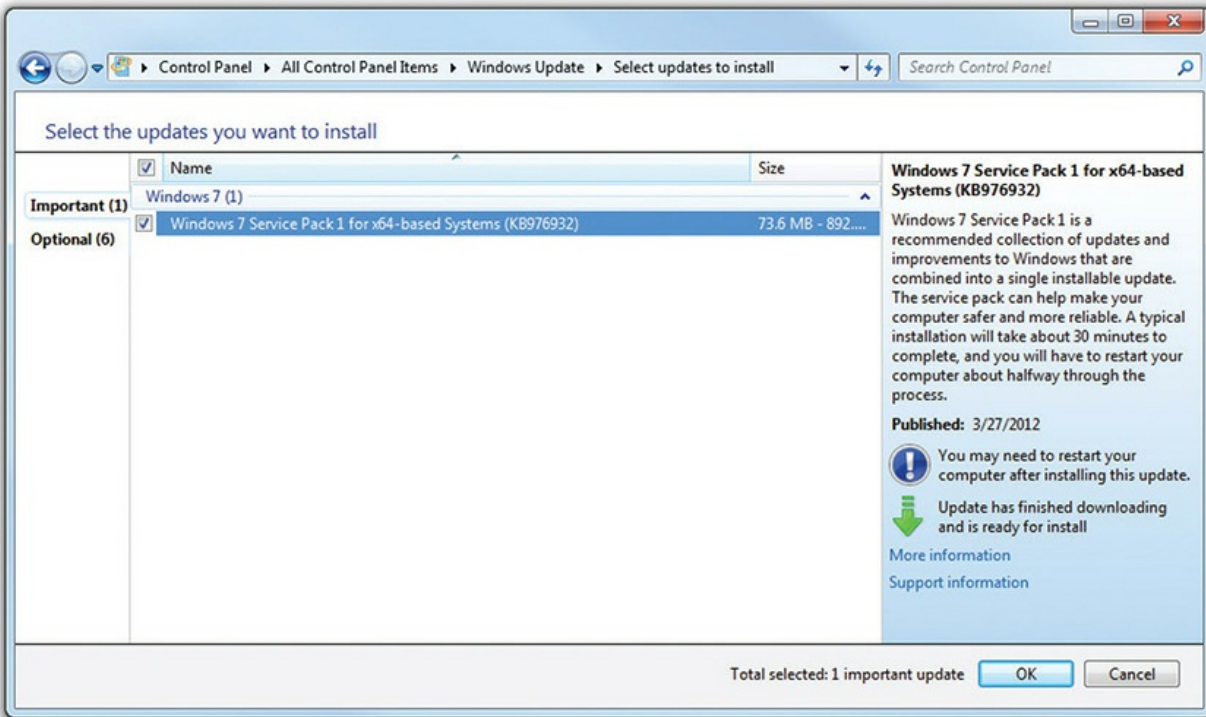 Control Panel ▸ All Control Panel Items ▸ Windows Update ▸ Select updates to install
Search Control Panel
Select the updates you want to install
Name
Size
Important (1)
Optional (6)
Windows 7 (1)
Windows 7 Service Pack 1 for x64-based Systems (KB976932)
73.6 MB - 892....
Windows 7 Service Pack 1 for x64-based
Systems (KB976932)
Windows 7 Service Pack 1 is a
recommended collection of updates and
improvements to Windows that are
combined into a single installable update.
The service pack can help make your
computer safer and more reliable. A typical
installation will take about 30 minutes to
complete, and you will have to restart your
computer about halfway through the
process.
Published: 3/27/2012
You may need to restart your
computer after installing this update.
Update has finished downloading
and is ready for install
More information
Support information
Total selected: 1 important update
OK
Cancel